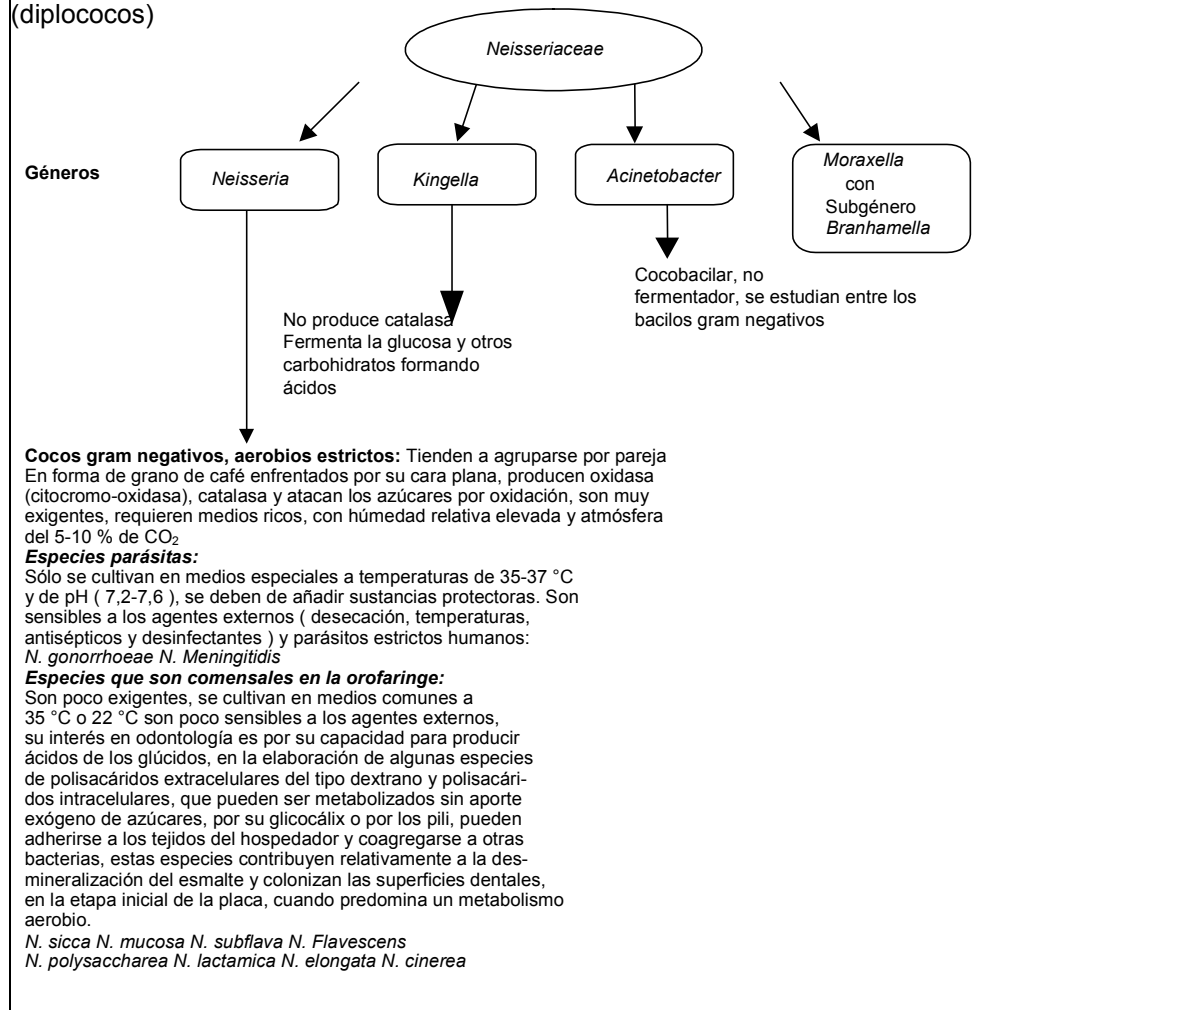 (diplococos)
Neisseriaceae
Géneros
Neisseria
Kingella
Acinetobacter
Moraxella
con
Subgénero
Branhamella
Cocobacilar, no
fermentador, se estudian entre los
bacilos gram negativos
No produce catalasa
Fermenta la glucosa y otros
carbohidratos formando
ácidos
Cocos gram negativos, aerobios estrictos: Tienden a agruparse por pareja
En forma de grano de café enfrentados por su cara plana, producen oxidasa
(citocromo-oxidasa), catalasa y atacan los azúcares por oxidación, son muy
exigentes, requieren medios ricos, con húmedad relativa elevada y atmósfera
del 5-10 % de CO₂
Especies parásitas:
Sólo se cultivan en medios especiales a temperaturas de 35-37 °C
y de pH ( 7,2-7,6 ), se deben de añadir sustancias protectoras. Son
sensibles a los agentes externos ( desecación, temperaturas,
antisépticos y desinfectantes ) y parásitos estrictos humanos:
N. gonorrhoeae N. Meningitidis
Especies que son comensales en la orofaringe:
Son poco exigentes, se cultivan en medios comunes a
35 °C o 22 °C son poco sensibles a los agentes externos,
su interés en odontología es por su capacidad para producir
ácidos de los glúcidos, en la elaboración de algunas especies
de polisacáridos extracelulares del tipo dextrano y polisacári-
dos intracelulares, que pueden ser metabolizados sin aporte
exógeno de azúcares, por su glicocálix o por los pili, pueden
adherirse a los tejidos del hospedador y coagregarse a otras
bacterias, estas especies contribuyen relativamente a la des-
mineralización del esmalte y colonizan las superficies dentales,
en la etapa inicial de la placa, cuando predomina un metabolismo
aerobio.
N. sicca N. mucosa N. subflava N. Flavescens
N. polysaccharea N. lactamica N. elongata N. cinerea